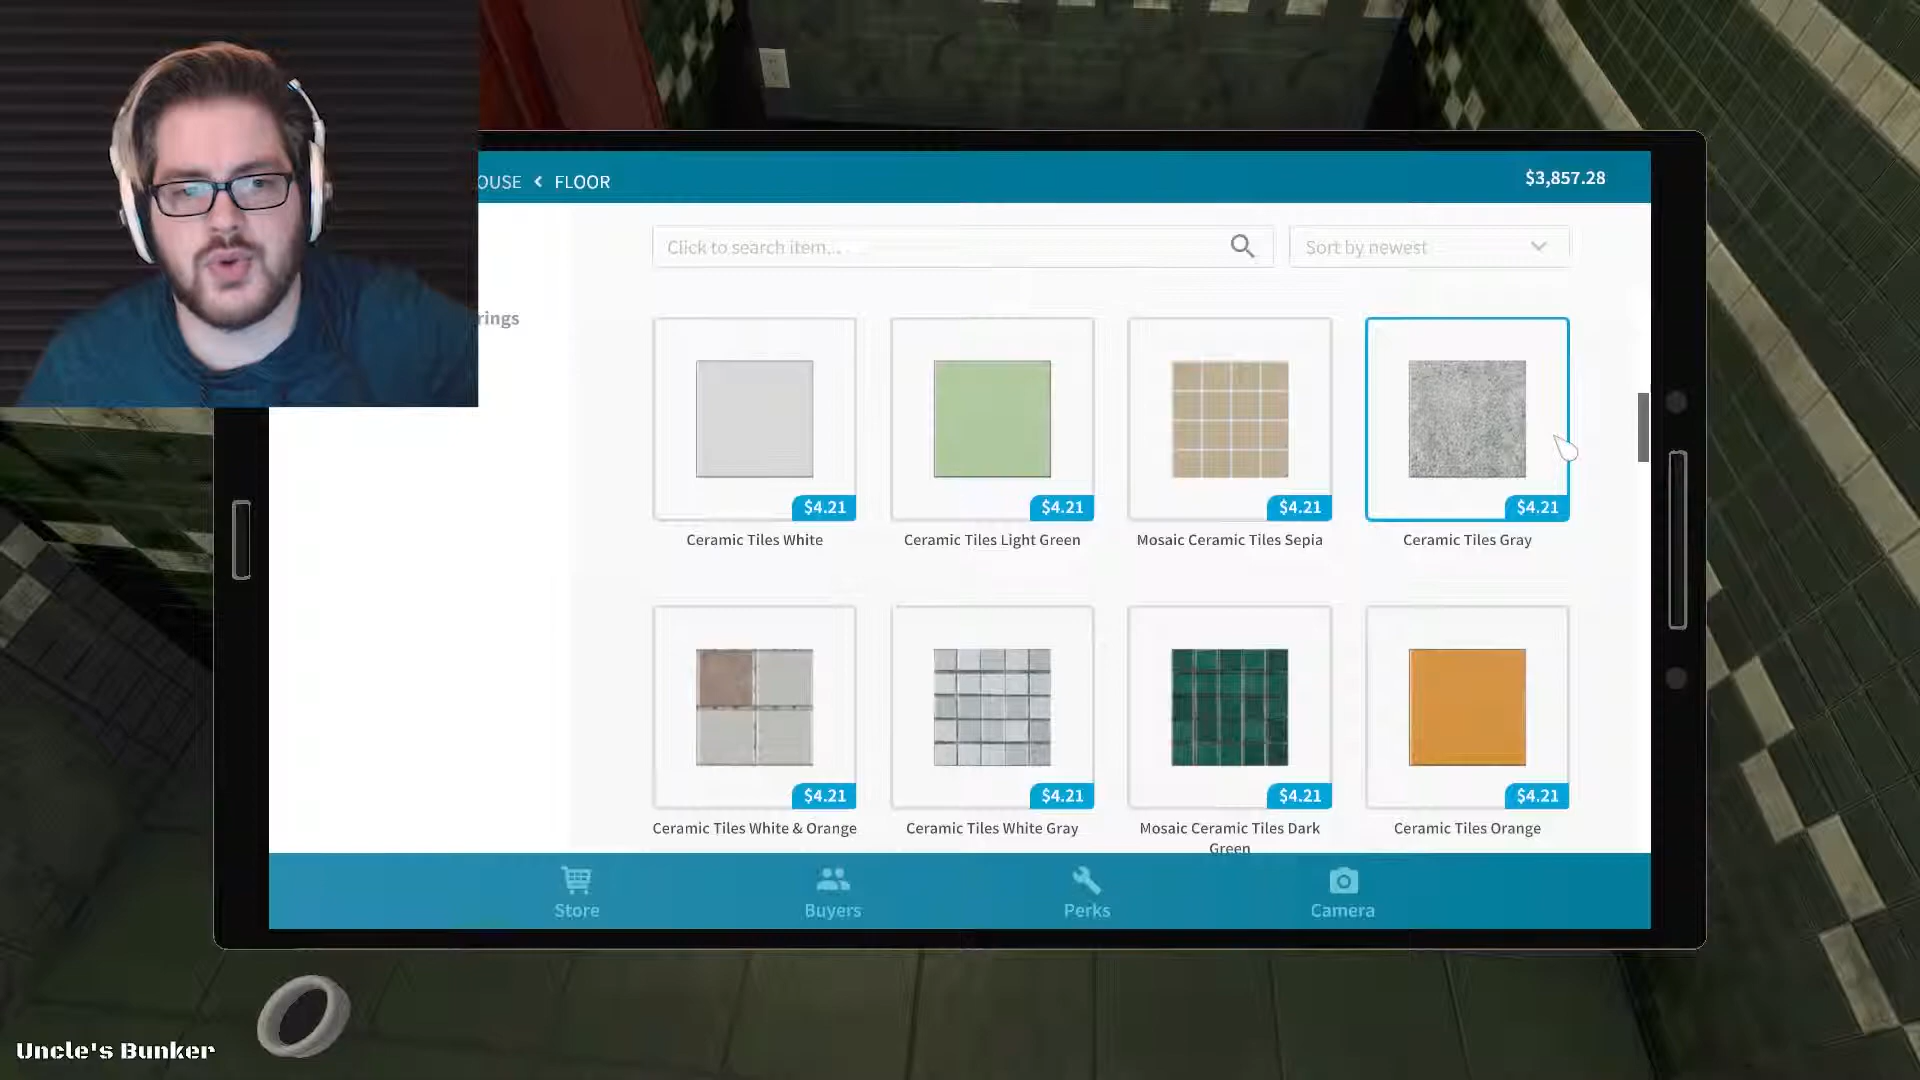 OUSE < FLOOR
$3,857.28
Click to search item...
Sort by newest
rings
$4.21
$4.21
$4.21
$4.21
Ceramic Tiles White
Ceramic Tiles Light Green
Mosaic Ceramic Tiles Sepia
Ceramic Tiles Gray
$4.21
$4.21
$4.21
$4.21
Ceramic Tiles White & Orange
Ceramic Tiles White Gray
Mosaic Ceramic Tiles Dark
Green
Ceramic Tiles Orange
Store
Buyers
Perks
Camera
Uncle's Bunker